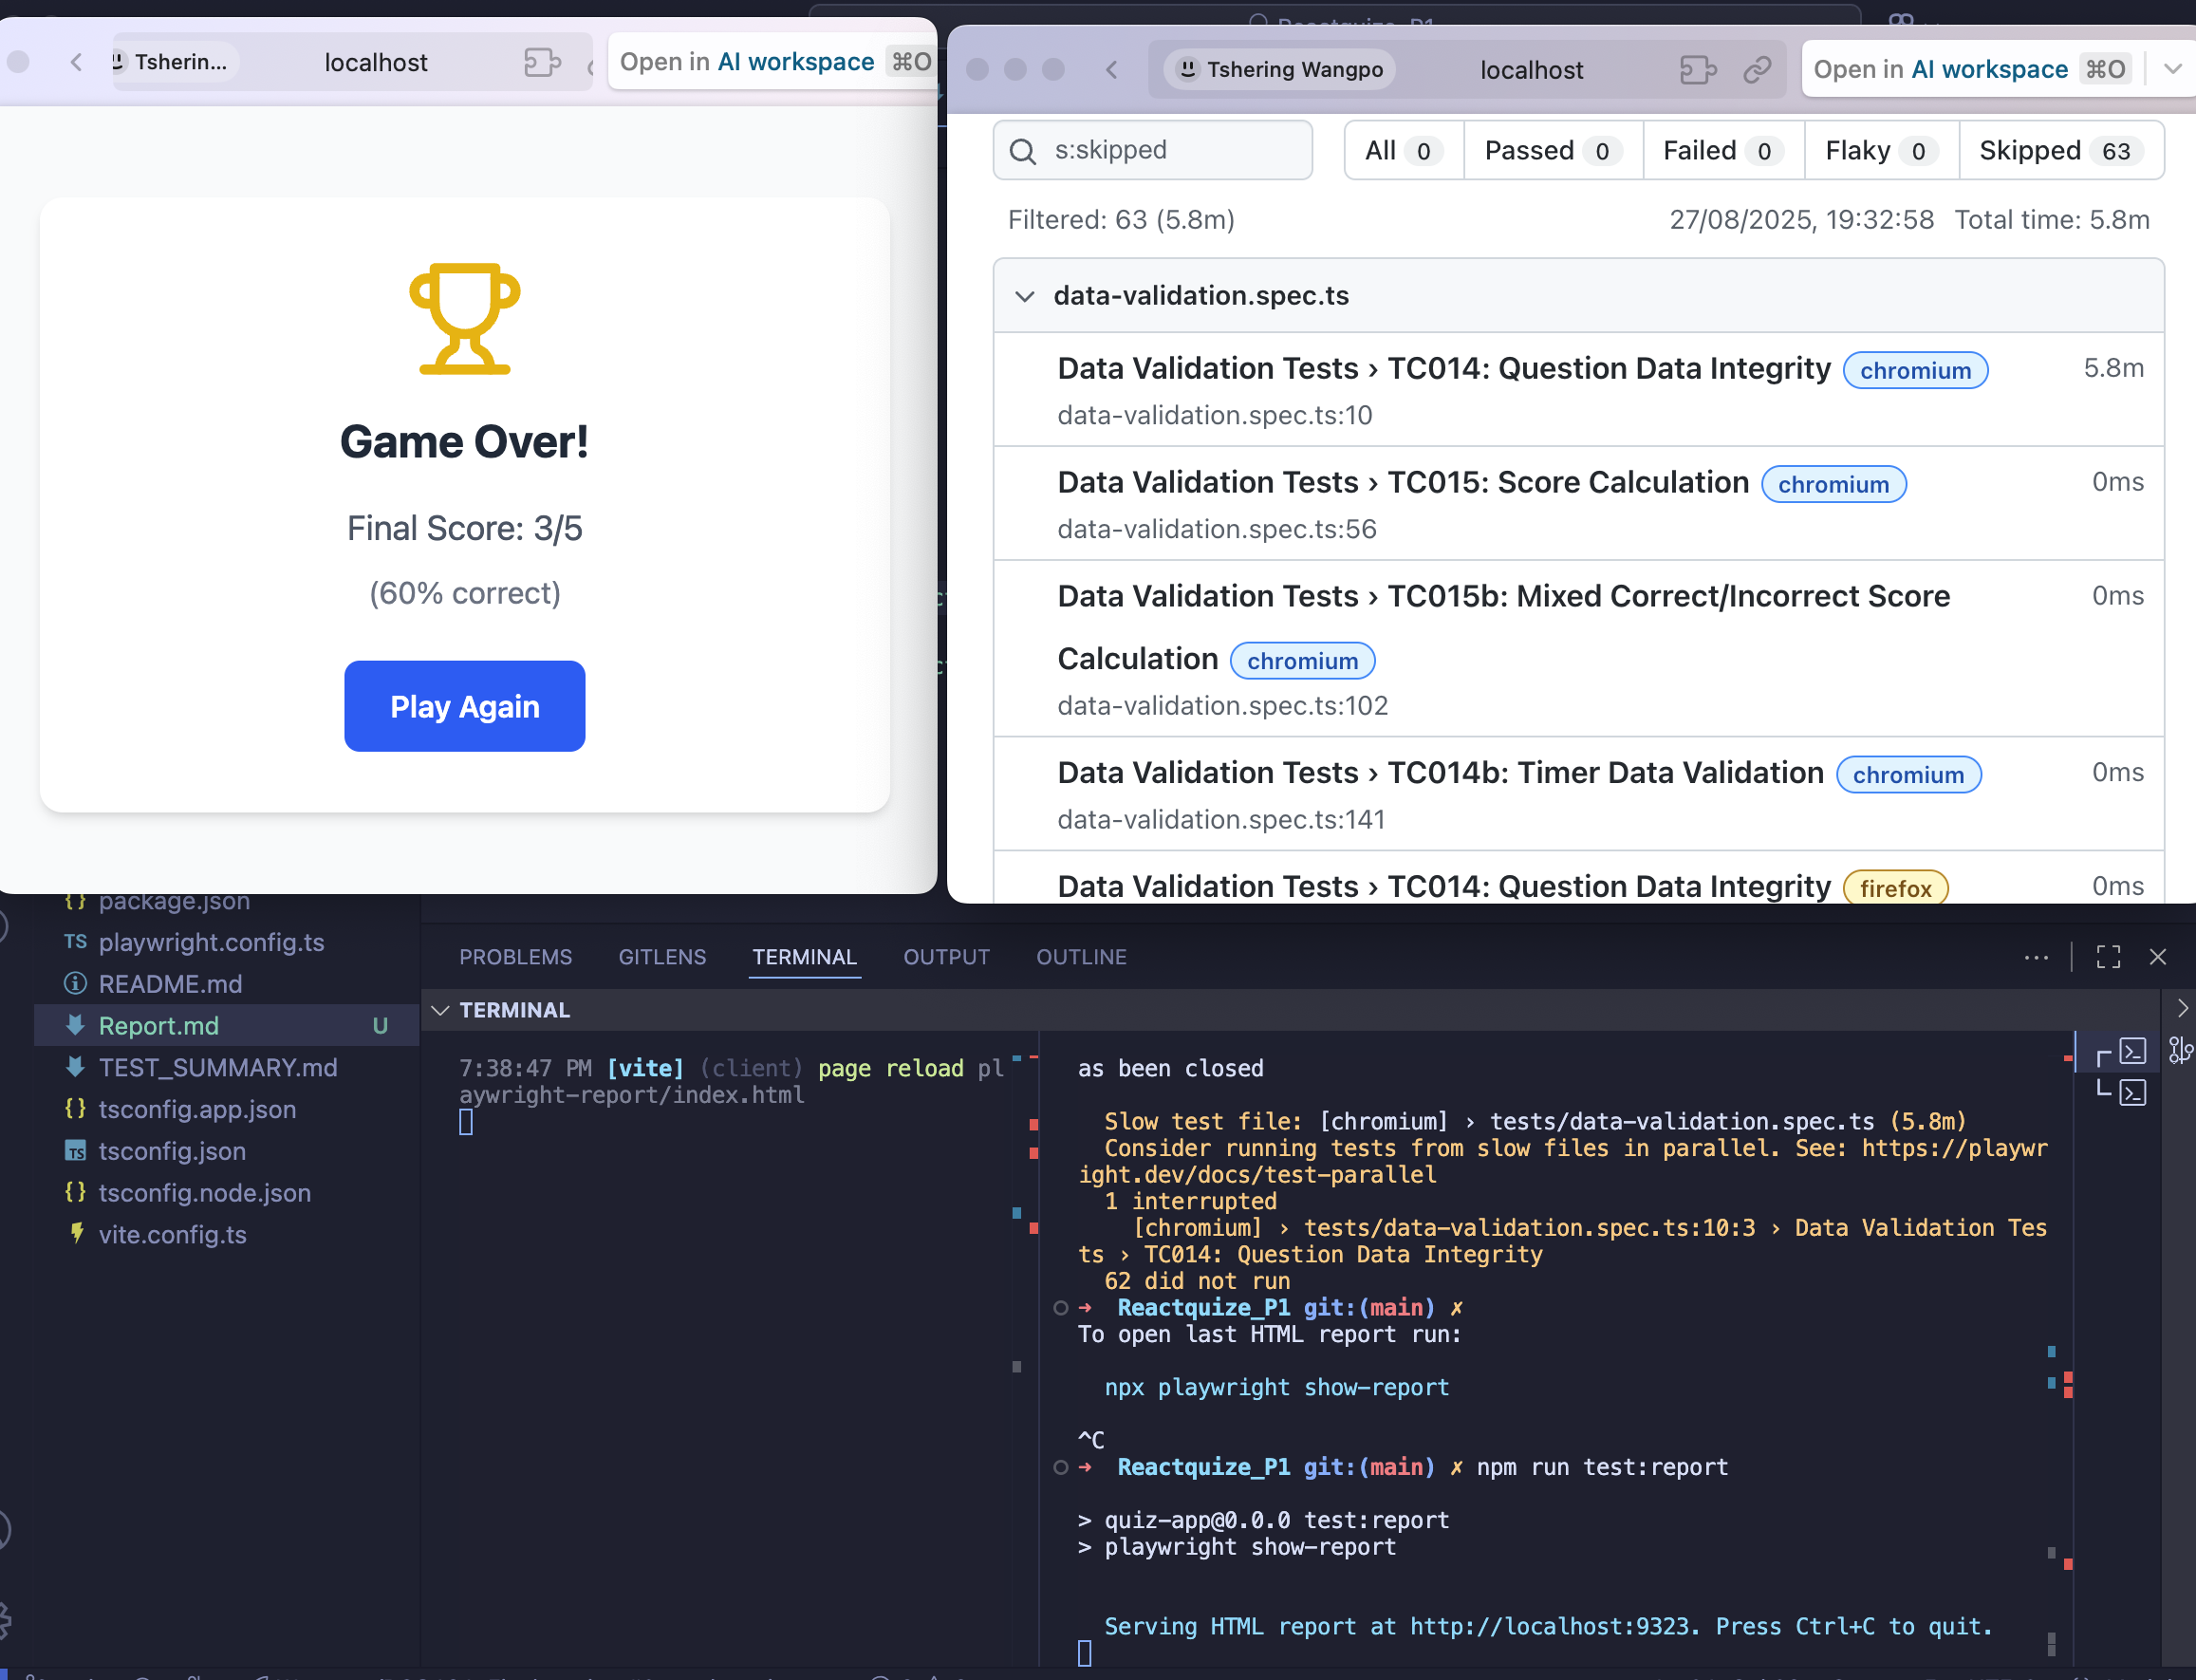 Tsherin...
localhost
Open in AI workspace ⌘O
Game Over!
Final Score: 3/5
(60% correct)
Play Again
Reactquize_P1
Tshering Wangpo
localhost
Open in AI workspace ⌘O
s:skipped
All 0
Passed 0
Failed 0
Flaky 0
Skipped 63
Filtered: 63 (5.8m)
27/08/2025, 19:32:58 Total time: 5.8m
data-validation.spec.ts
Data Validation Tests › TC014: Question Data Integrity chromium 5.8m
data-validation.spec.ts:10
Data Validation Tests › TC015: Score Calculation chromium 0ms
data-validation.spec.ts:56
Data Validation Tests › TC015b: Mixed Correct/Incorrect Score 0ms
Calculation chromium
data-validation.spec.ts:102
Data Validation Tests › TC014b: Timer Data Validation chromium 0ms
data-validation.spec.ts:141
Data Validation Tests › TC014: Question Data Integrity firefox 0ms
{} package.json
TS playwright.config.ts
README.md
Report.md U
TEST_SUMMARY.md
{} tsconfig.app.json
TS tsconfig.json
{} tsconfig.node.json
vite.config.ts
PROBLEMS GITLENS TERMINAL OUTPUT OUTLINE
TERMINAL
7:38:47 PM [vite] (client) page reload pl
aywright-report/index.html
as been closed
Slow test file: [chromium] › tests/data-validation.spec.ts (5.8m)
Consider running tests from slow files in parallel. See: https://playwr
ight.dev/docs/test-parallel
1 interrupted
[chromium] › tests/data-validation.spec.ts:10:3 › Data Validation Tes
ts › TC014: Question Data Integrity
62 did not run
➜ Reactquize_P1 git:(main) ✗
To open last HTML report run:
npx playwright show-report
^C
➜ Reactquize_P1 git:(main) ✗ npm run test:report
> quiz-app@0.0.0 test:report
> playwright show-report
Serving HTML report at http://localhost:9323. Press Ctrl+C to quit.